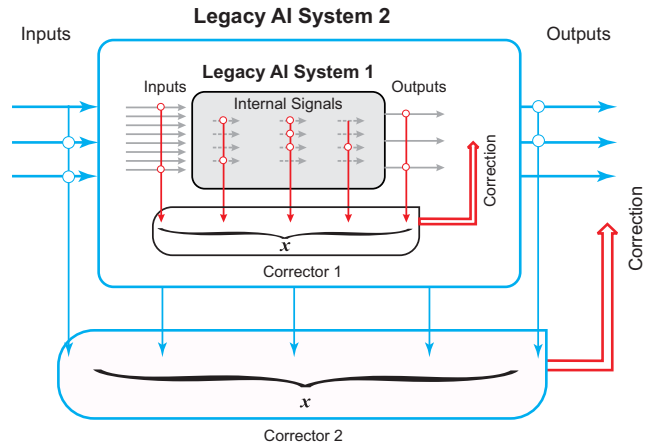 Legacy AI System 2
Inputs
Outputs
Legacy AI System 1
Inputs
Outputs
Internal Signals
Correction
x
Corrector 1
Correction
x
Corrector 2